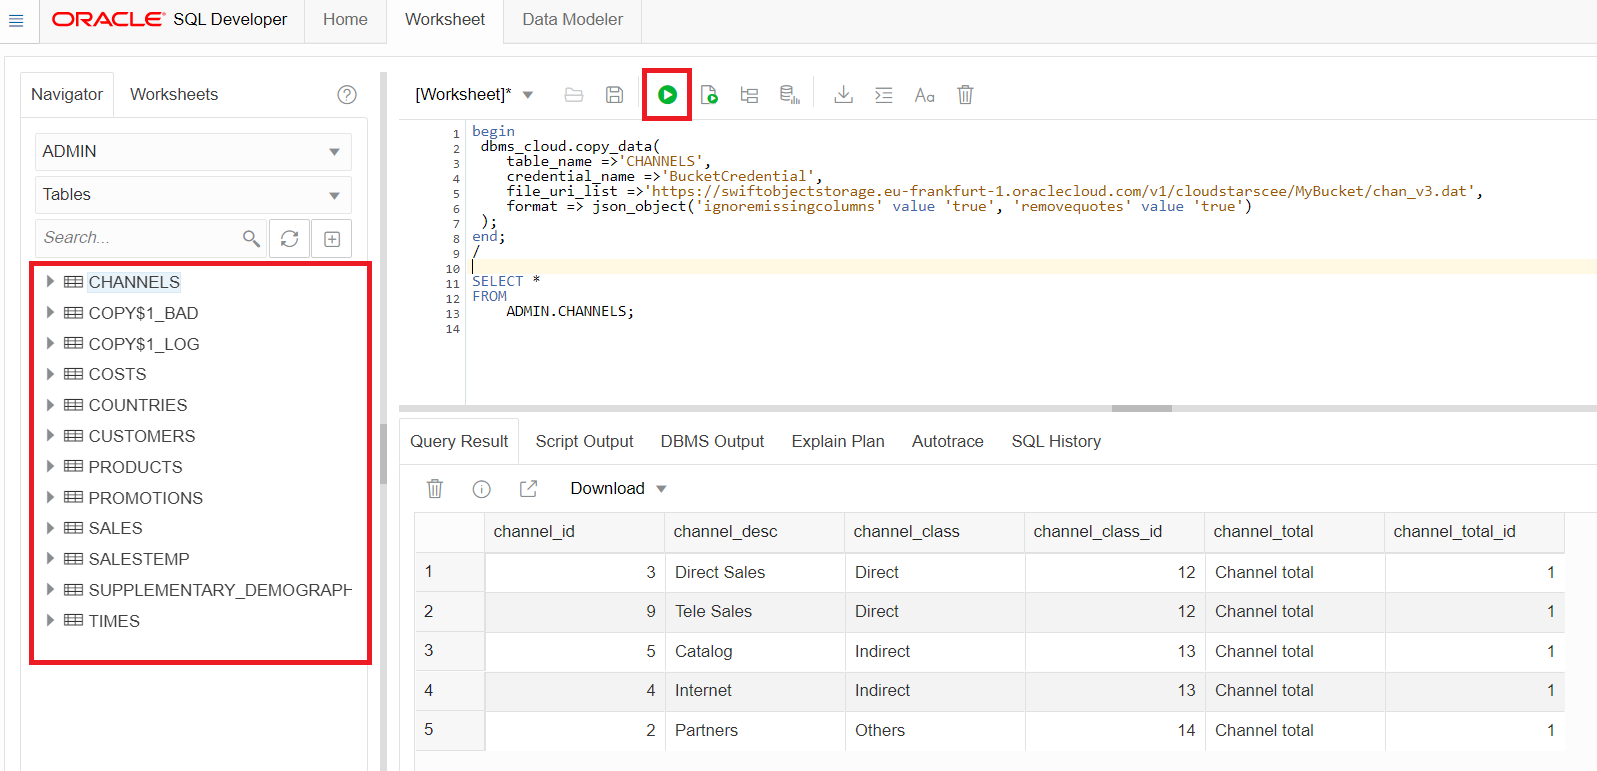 ORACLE SQL Developer Home Worksheet Data Modeler
Navigator Worksheets
ADMIN
Tables
Search...
CHANNELS
COPY$1_BAD
COPY$1_LOG
COSTS
COUNTRIES
CUSTOMERS
PRODUCTS
PROMOTIONS
SALES
SALESTEMP
SUPPLEMENTARY_DEMOGRAPH
TIMES
[Worksheet]* Aa
1 begin
2 dbms_cloud.copy_data(
3 table_name =>'CHANNELS',
4 credential_name =>'BucketCredential',
5 file_uri_list =>'https://swiftobjectstorage.eu-frankfurt-1.oraclecloud.com/v1/cloudstarscee/MyBucket/chan_v3.dat',
6 format => json_object('ignoremissingcolumns' value 'true', 'removequotes' value 'true')
7 );
8 end;
9 /
10
11 SELECT *
12 FROM
13 ADMIN.CHANNELS;
14
Query Result Script Output DBMS Output Explain Plan Autotrace SQL History
Download
channel_id channel_desc channel_class channel_class_id channel_total channel_total_id
1 3 Direct Sales Direct 12 Channel total 1
2 9 Tele Sales Direct 12 Channel total 1
3 5 Catalog Indirect 13 Channel total 1
4 4 Internet Indirect 13 Channel total 1
5 2 Partners Others 14 Channel total 1